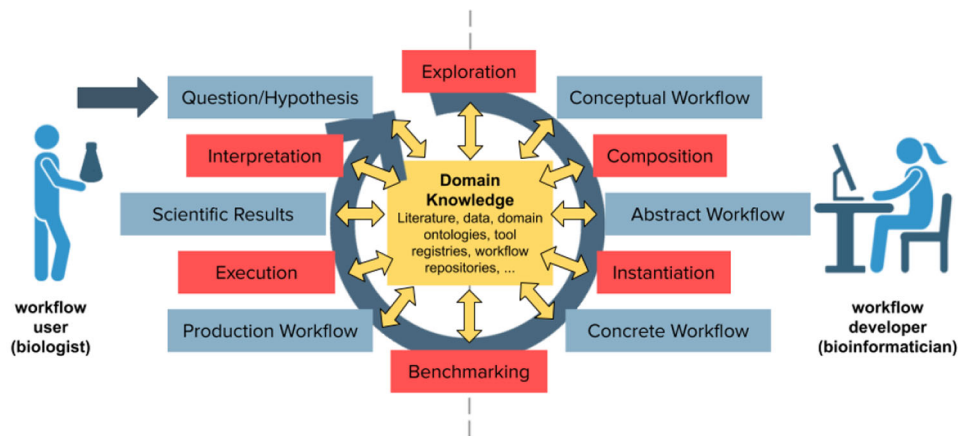 Exploration
Question/Hypothesis
Conceptual Workflow
Interpretation
Composition
Domain
Knowledge
Literature, data, domain
ontologies, tool
registries, workflow
repositories, ...
Scientific Results
Abstract Workflow
Execution
Instantiation
Production Workflow
Concrete Workflow
Benchmarking
workflow
user
(biologist)
workflow
developer
(bioinformatician)